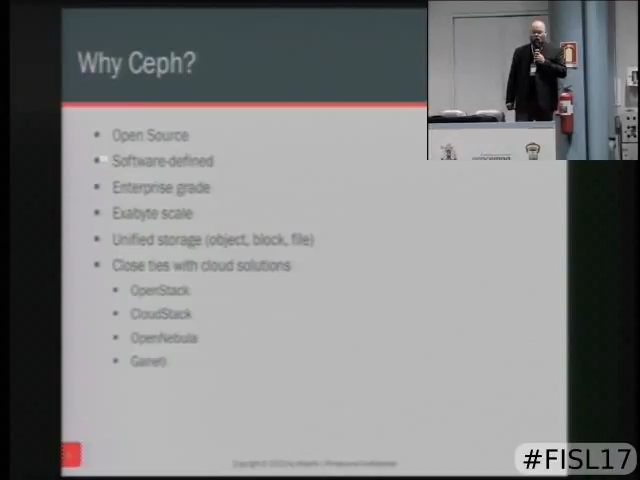 Why Ceph?
Open Source
Software-defined
Enterprise grade
Exabyte scale
Unified storage (object, block, file)
Close ties with cloud solutions
OpenStack
CloudStack
OpenNebula
Ganeti
#FISL17